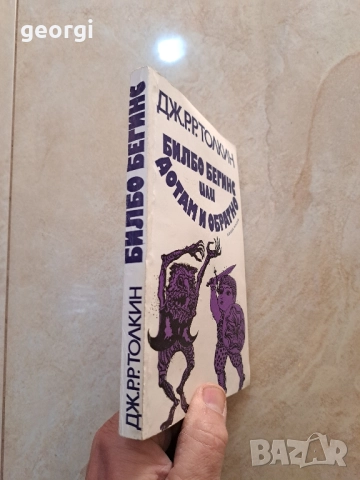 georgi
ДЖ.Р.Р.ТОЛКИН
БИЛБО БЕГИНС
ИЛИ
ДОТАМ И ОБРАТНО
ДЖ.Р.Р.ТОЛКИН БИЛБО БЕГИНС
BAZAR